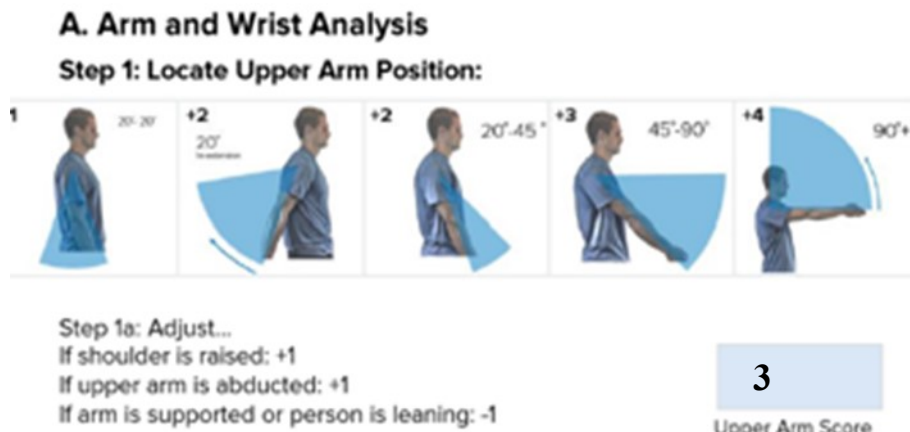 A. Arm and Wrist Analysis
Step 1: Locate Upper Arm Position:
1
20°- 20°
+2
20°
+2
20°-45°
+3
45°-90°
+4
90°+
Step 1a: Adjust...
If shoulder is raised: +1
If upper arm is abducted: +1
If arm is supported or person is leaning: -1
3
Upper Arm Score